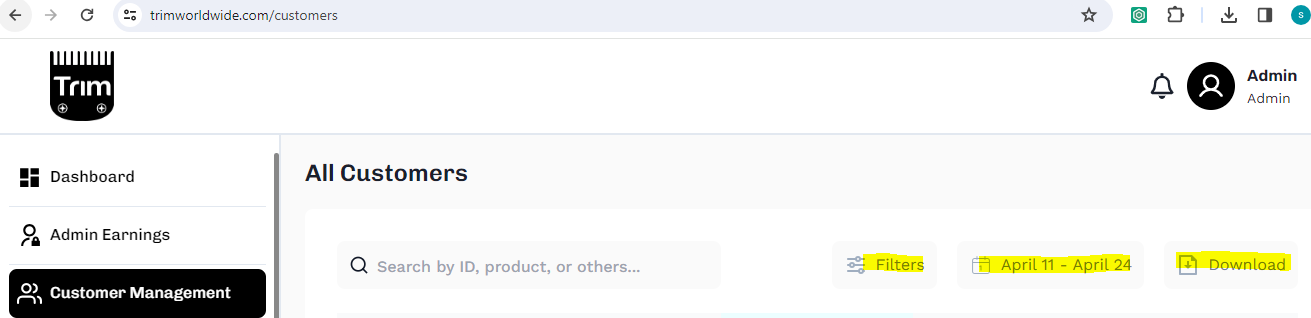 trimworldwide.com/customers
S
Trim
Admin
Admin
Dashboard
Admin Earnings
Customer Management
All Customers
Search by ID, product, or others...
Filters
April 11 - April 24
Download